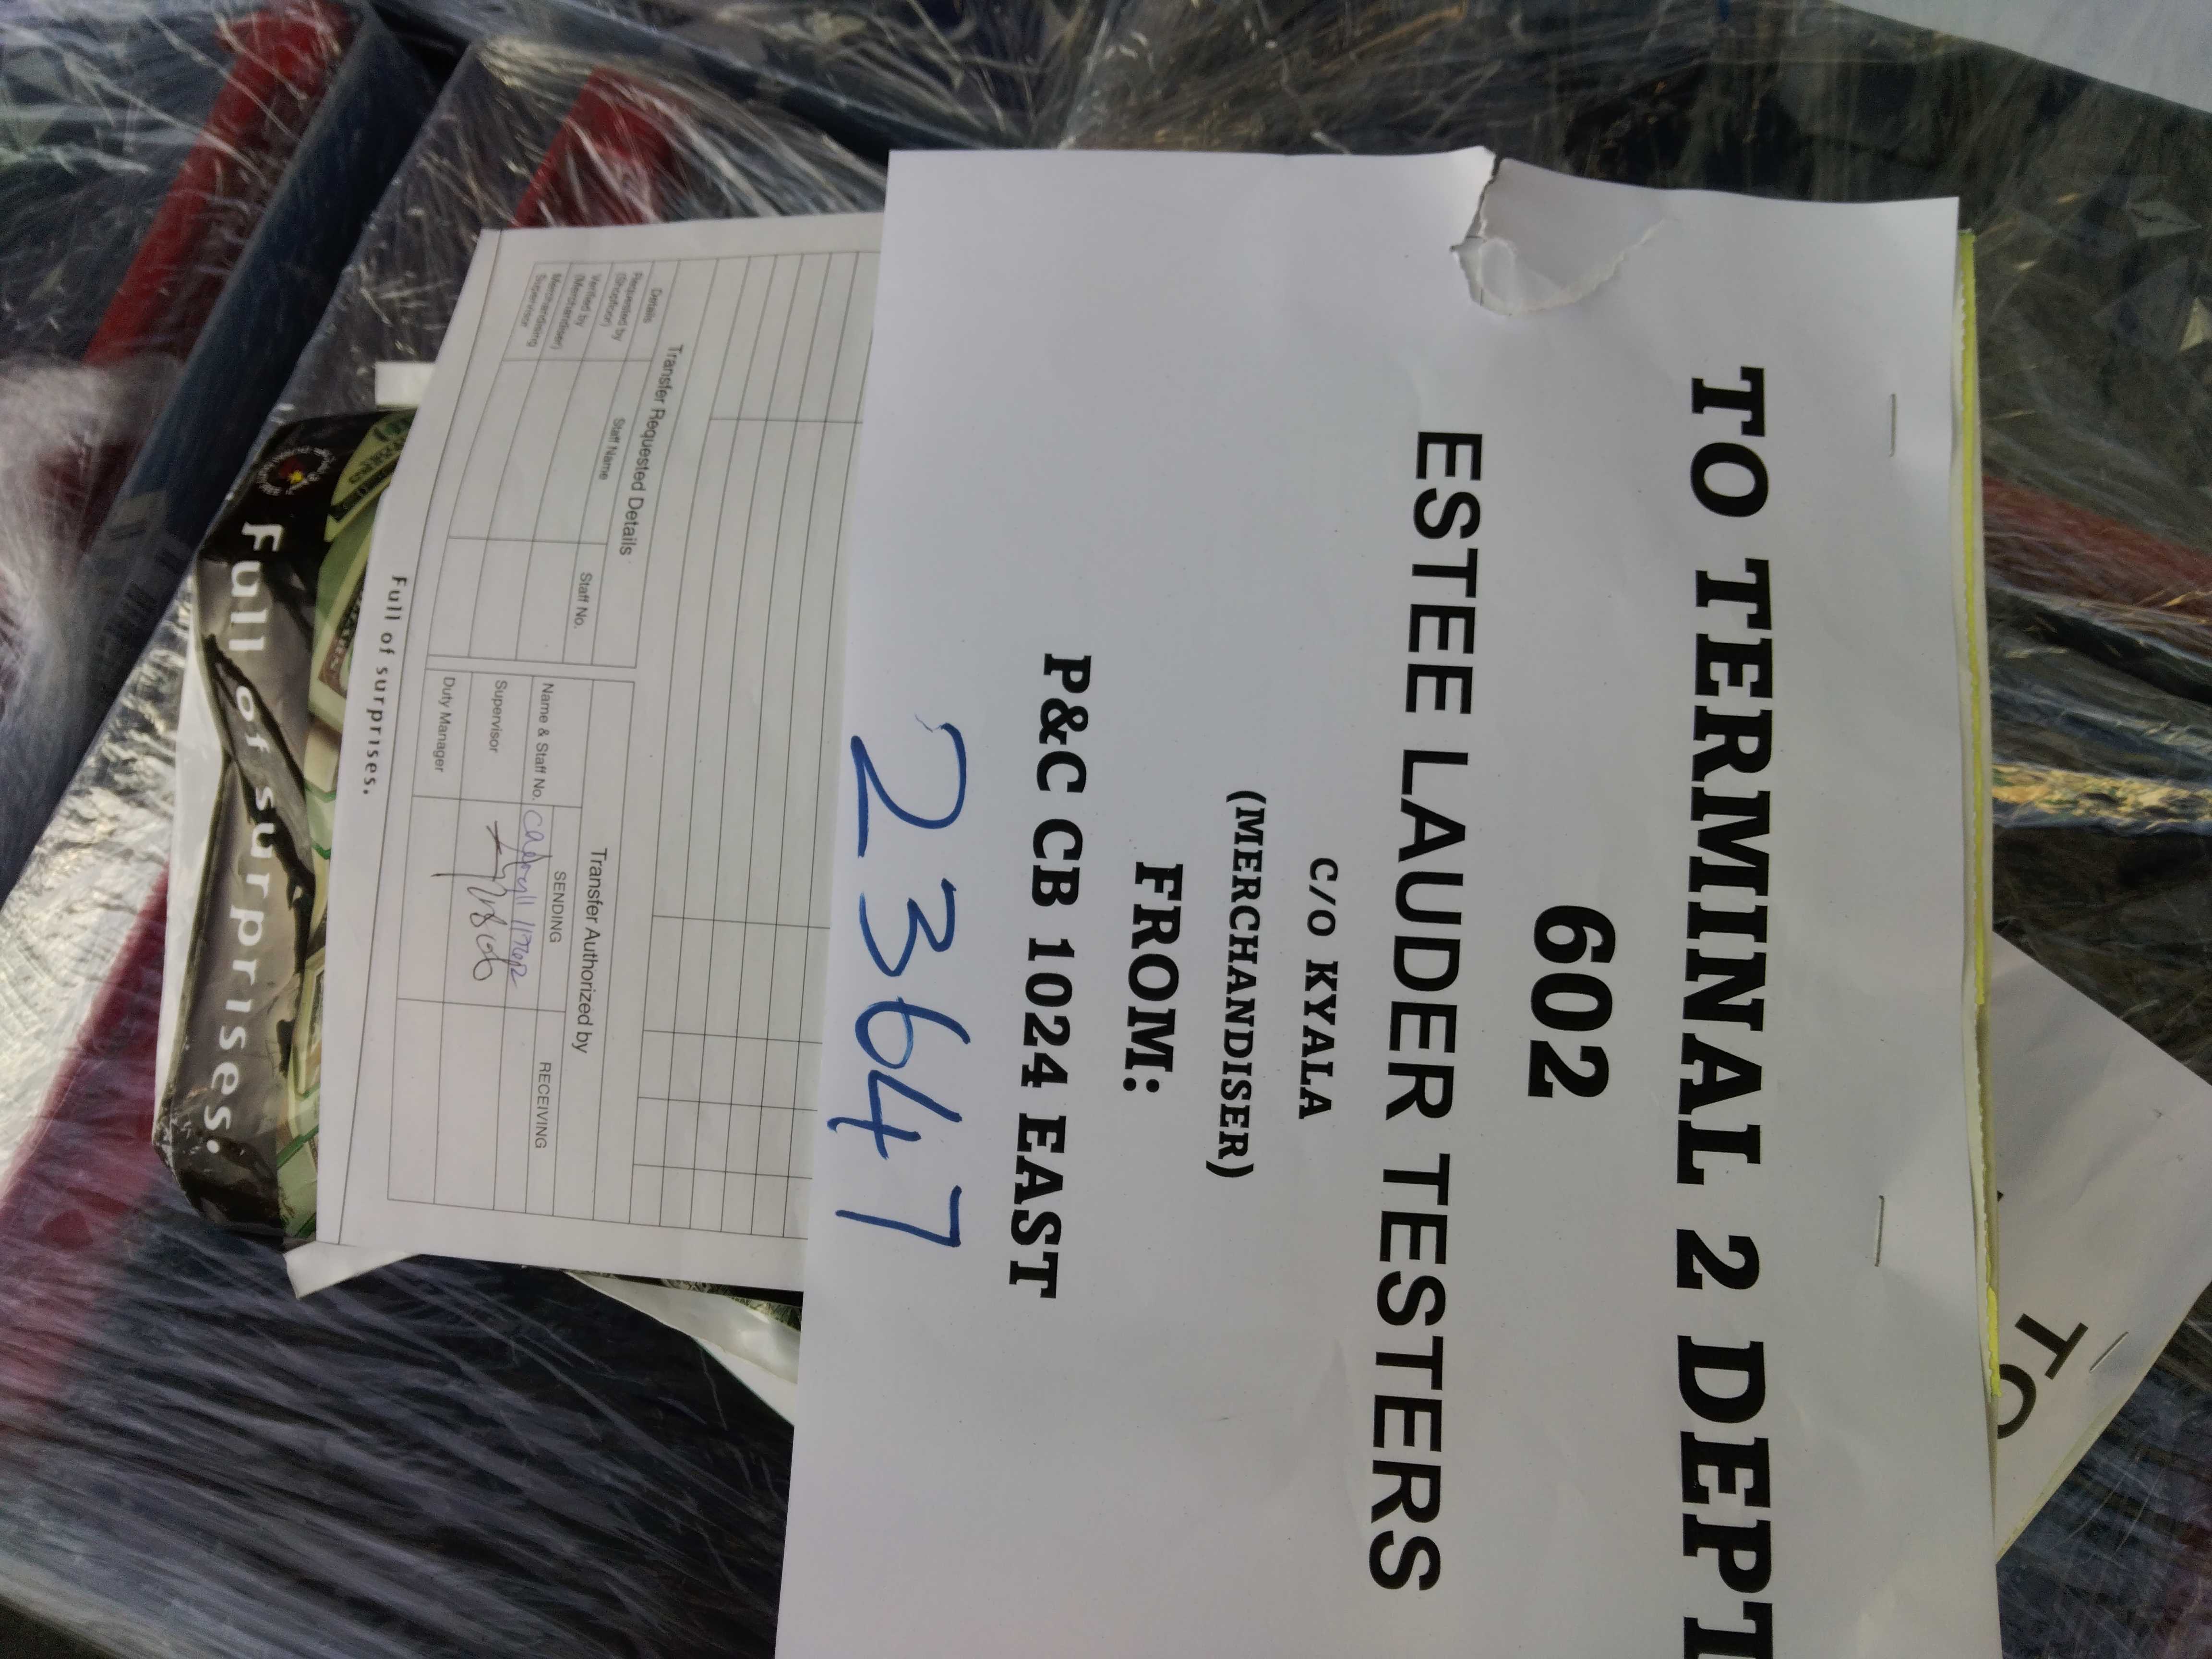 TO TERMINAL 2 DEPT
602
ESTEE LAUDER TESTERS
C/O KYALA
(MERCHANDISER)
FROM:
P&C CB 1024 EAST
23647
Transfer Requested Details
Details
Staff Name
Staff No.
Requested by
(Shopfloor)
Verified by
(Merchandiser)
Merchandising
Supervisor
Transfer Authorized by
SENDING
RECEIVING
Name & Staff No.
Supervisor
Duty Manager
Full of surprises.
Full of surprises.
TO